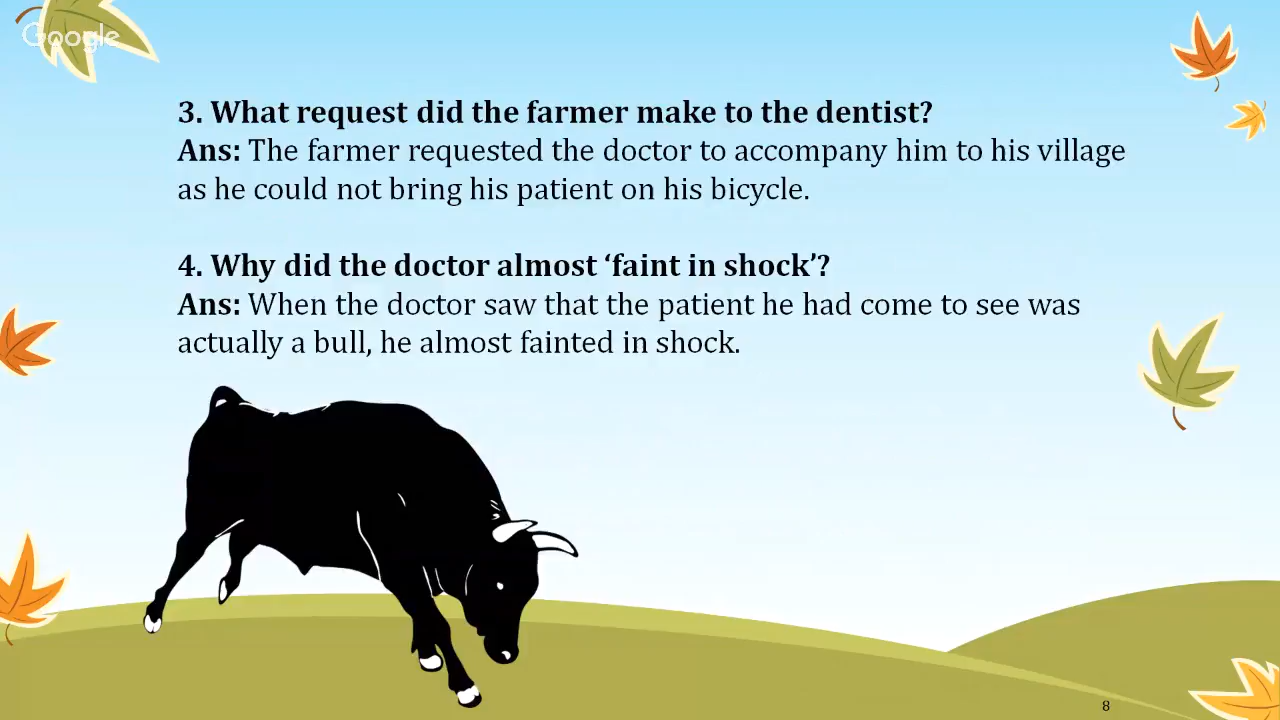 Google
3. What request did the farmer make to the dentist?
Ans: The farmer requested the doctor to accompany him to his village
as he could not bring his patient on his bicycle.
4. Why did the doctor almost ‘faint in shock’?
Ans: When the doctor saw that the patient he had come to see was
actually a bull, he almost fainted in shock.
8